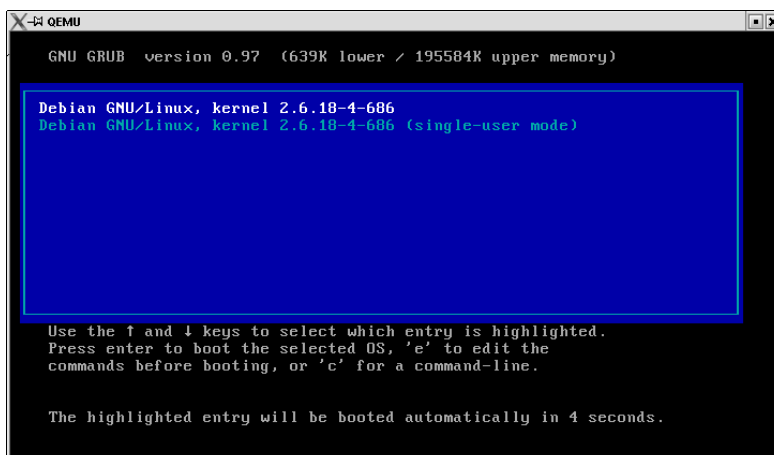 QEMU
GNU GRUB version 0.97 (639K lower / 195584K upper memory)
Debian GNU/Linux, kernel 2.6.18-4-686
Debian GNU/Linux, kernel 2.6.18-4-686 (single-user mode)
Use the ↑ and ↓ keys to select which entry is highlighted.
Press enter to boot the selected OS, 'e' to edit the
commands before booting, or 'c' for a command-line.
The highlighted entry will be booted automatically in 4 seconds.